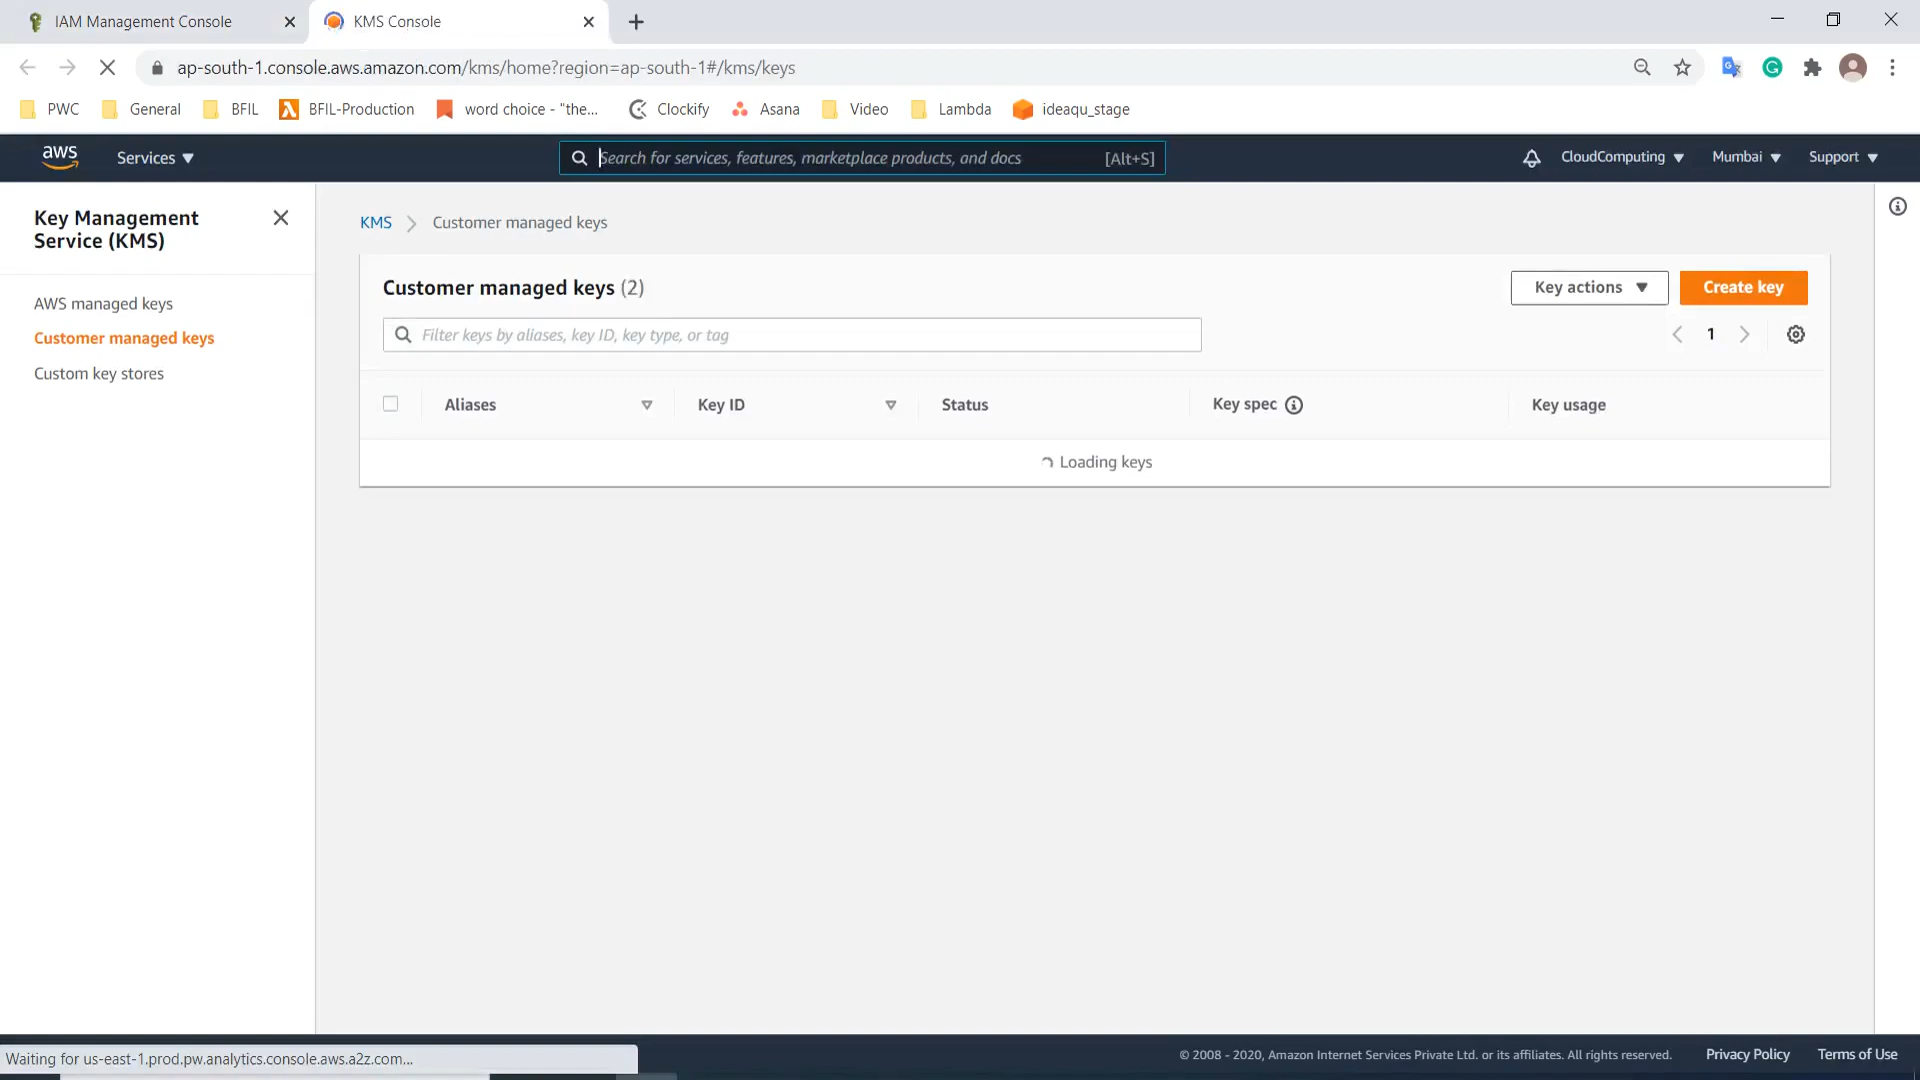 IAM Management Console
KMS Console
ap-south-1.console.aws.amazon.com/kms/home?region=ap-south-1#/kms/keys
PWC General BFIL BFIL-Production word choice - "the... Clockify Asana Video Lambda ideaqu_stage
aws Services Search for services, features, marketplace products, and docs [Alt+S] CloudComputing Mumbai Support
Key Management
Service (KMS)
AWS managed keys
Customer managed keys
Custom key stores
KMS Customer managed keys
Customer managed keys (2) Key actions Create key
Filter keys by aliases, key ID, key type, or tag 1
Aliases Key ID Status Key spec Key usage
Loading keys
Waiting for us-east-1.prod.pw.analytics.console.aws.a2z.com...
© 2008 - 2020, Amazon Internet Services Private Ltd. or its affiliates. All rights reserved. Privacy Policy Terms of Use